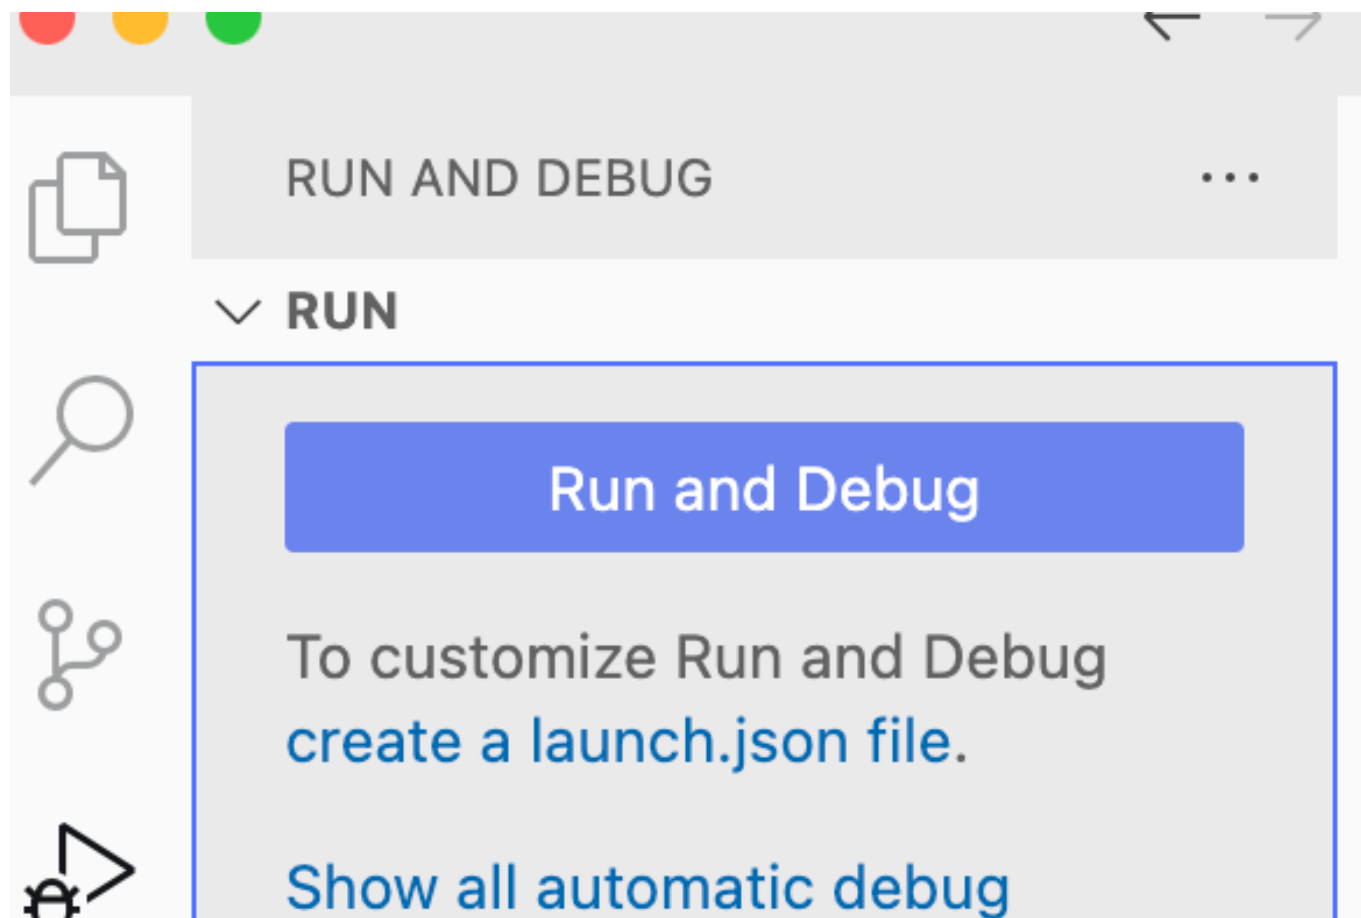 RUN AND DEBUG
RUN
Run and Debug
To customize Run and Debug
create a launch.json file.
Show all automatic debug